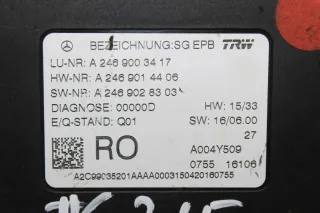 BEZEICHNUNG:SG EPB TRW
LU-NR: A 246 900 34 17
HW-NR: A 246 901 44 06
SW-NR: A 246 902 83 03
DIAGNOSE: 00000D HW: 15/33
E/Q-STAND: Q01 SW: 16/06.00
27
RO A004Y509
0755 16106
A2C99035201AAAA0003150420160755